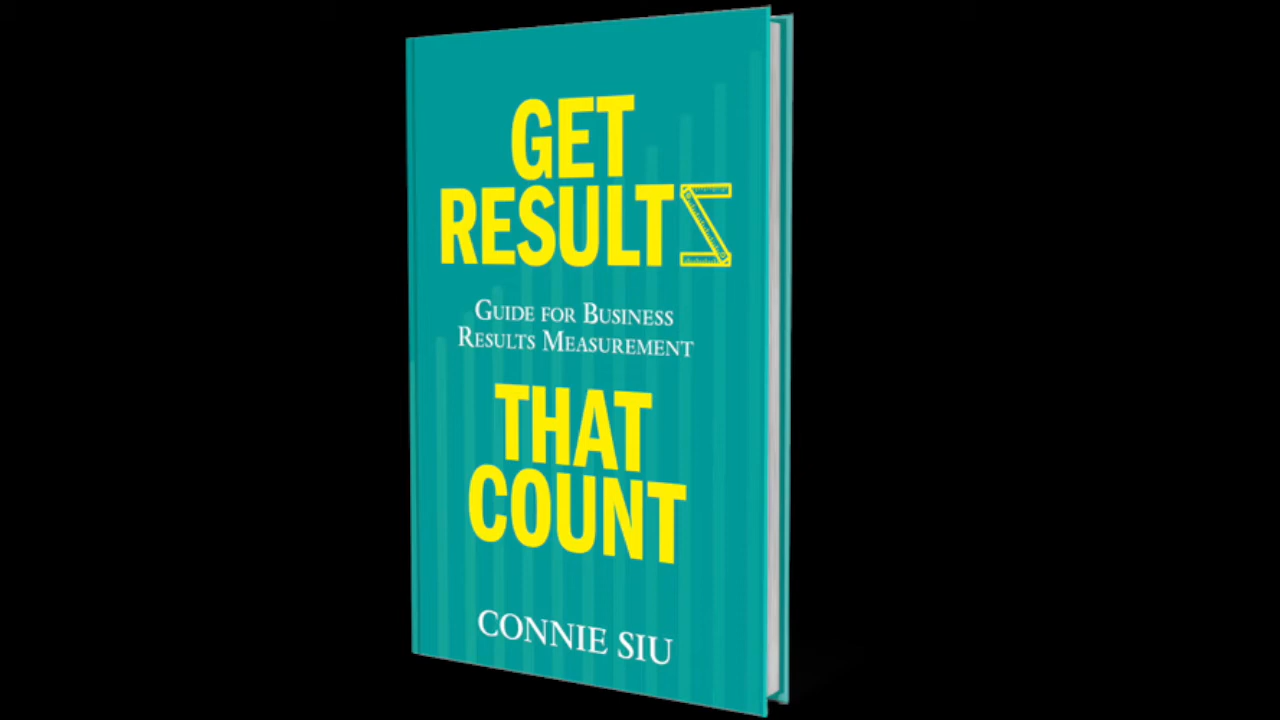 GET
RESULTS
GUIDE FOR BUSINESS
RESULTS MEASUREMENT
THAT
COUNT
CONNIE SIU